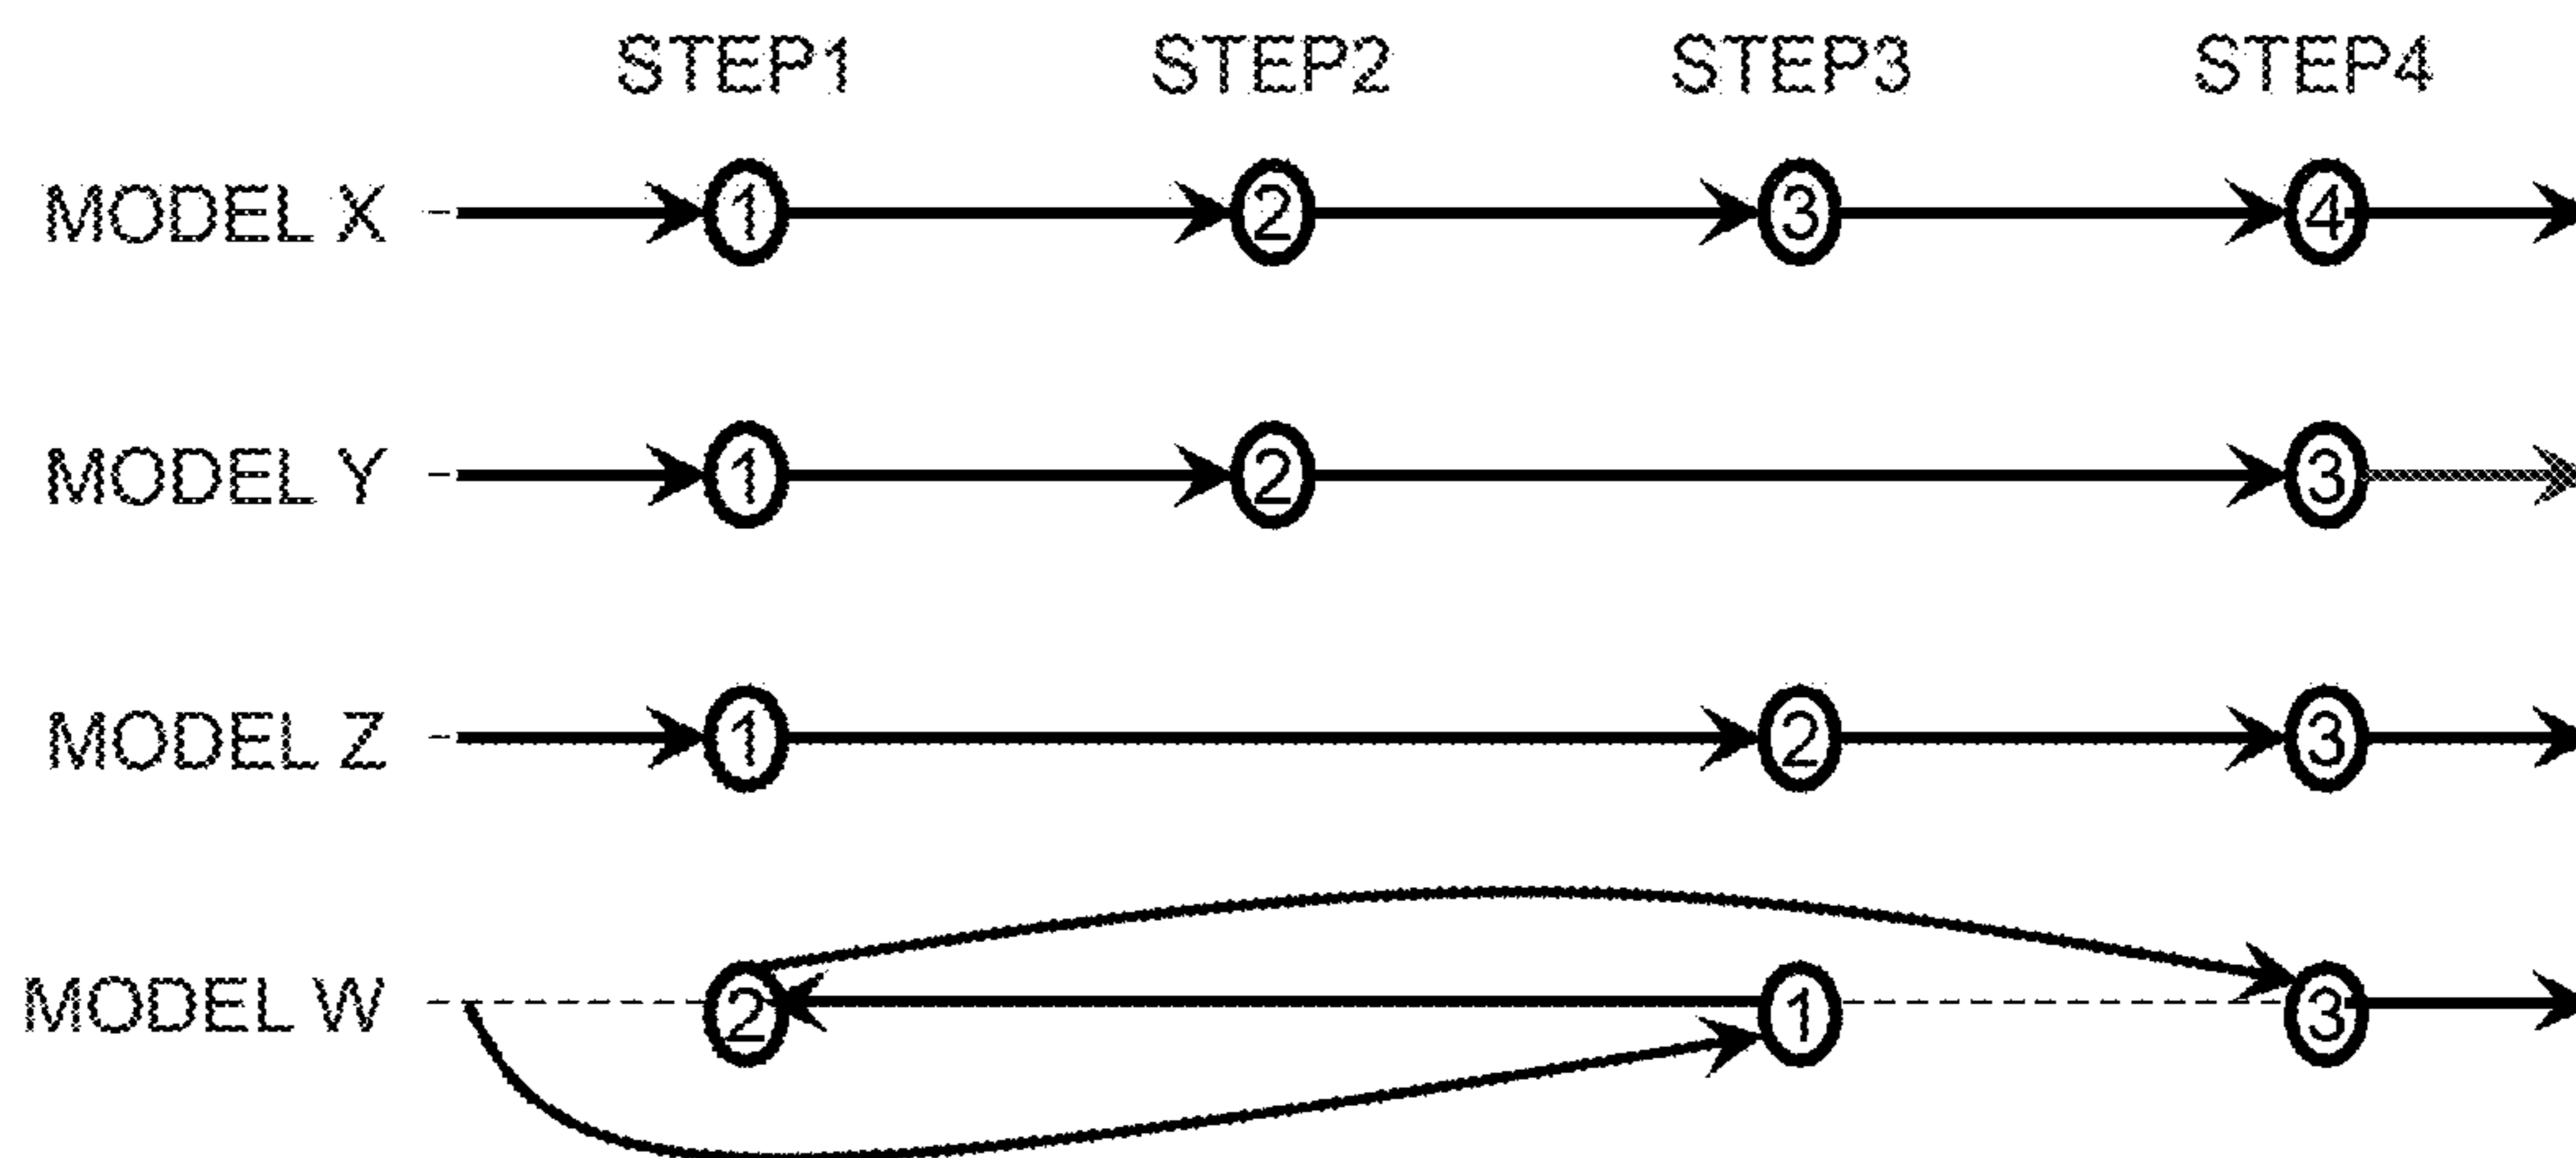 STEP1 STEP2 STEP3 STEP4
MODEL X 1 2 3 4
MODEL Y 1 2 3
MODEL Z 1 2 3
MODEL W 2 1 3